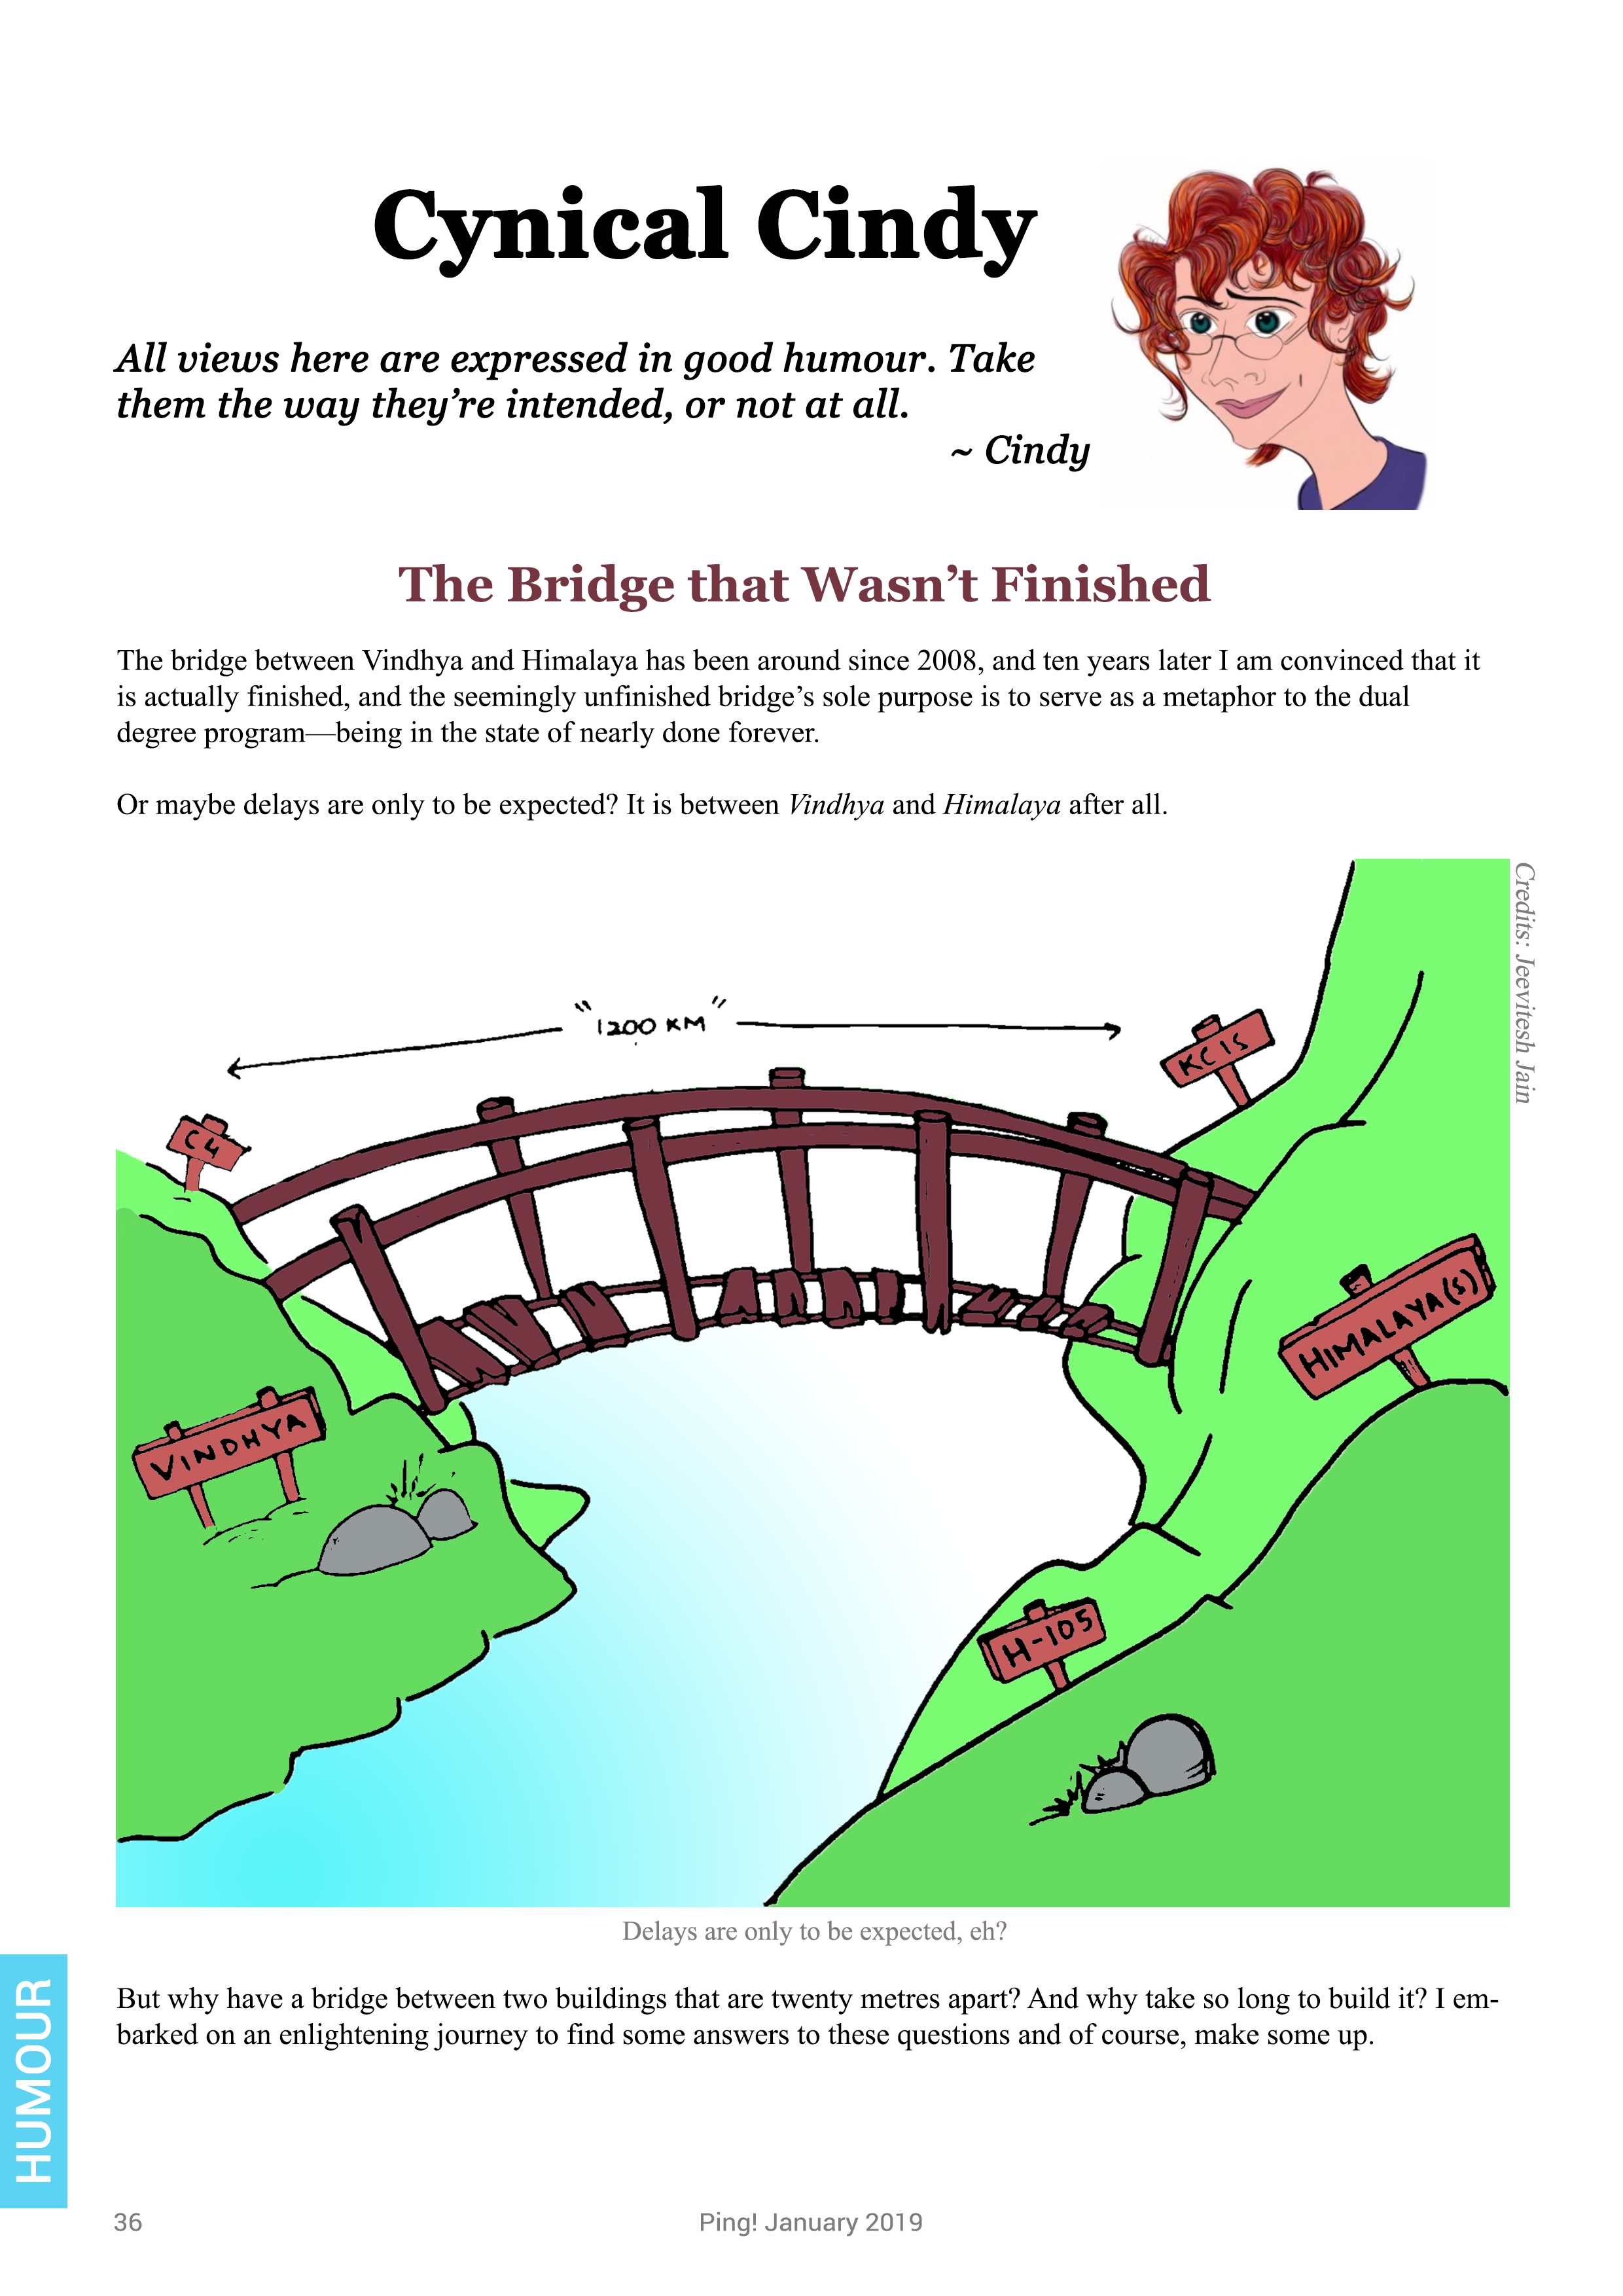 Cynical Cindy
All views here are expressed in good humour. Take
them the way they're intended, or not at all.
~ Cindy
The Bridge that Wasn't Finished
The bridge between Vindhya and Himalaya has been around since 2008, and ten years later I am convinced that it
is actually finished, and the seemingly unfinished bridge's sole purpose is to serve as a metaphor to the dual
degree program—being in the state of nearly done forever.
Or maybe delays are only to be expected? It is between Vindhya and Himalaya after all.
Credits: Jeevitesh Jain
"1200 KM"
KCIS
C4
HIMALAYA(S)
VINDHYA
H-105
Delays are only to be expected, eh?
But why have a bridge between two buildings that are twenty metres apart? And why take so long to build it? I em-
barked on an enlightening journey to find some answers to these questions and of course, make some up.
HUMOUR
36
Ping! January 2019